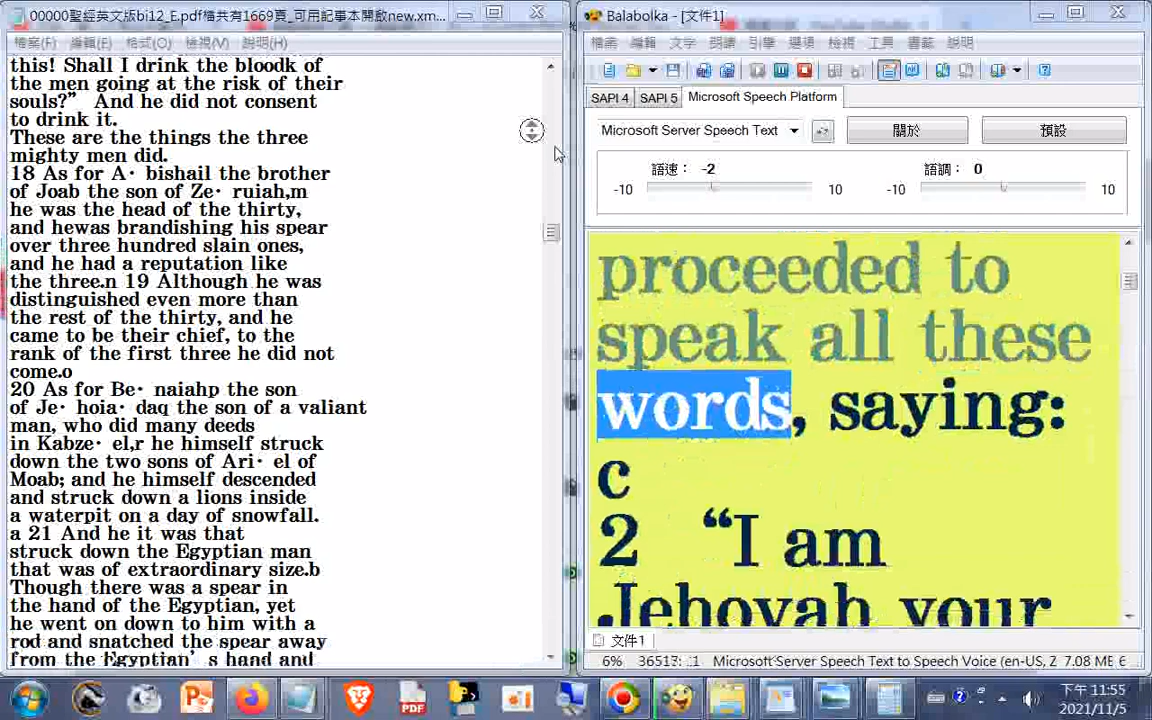 00000聖經英文版bi12_E.pdf檔共有1669頁_可用記事本開啟new.xm...
檔案(F) 編輯(E) 格式(O) 檢視(V) 說明(H)
this! Shall I drink the bloodk of
the men going at the risk of their
souls?” And he did not consent
to drink it.
These are the things the three
mighty men did.
18 As for A· bishail the brother
of Joab the son of Ze· ruiah,m
he was the head of the thirty,
and hewas brandishing his spear
over three hundred slain ones,
and he had a reputation like
the three.n 19 Although he was
distinguished even more than
the rest of the thirty, and he
came to be their chief, to the
rank of the first three he did not
come.o
20 As for Be· naiahp the son
of Je· hoia· daq the son of a valiant
man, who did many deeds
in Kabze· el,r he himself struck
down the two sons of Ari· el of
Moab; and he himself descended
and struck down a lions inside
a waterpit on a day of snowfall.
a 21 And he it was that
struck down the Egyptian man
that was of extraordinary size.b
Though there was a spear in
the hand of the Egyptian, yet
he went on down to him with a
rod and snatched the spear away
from the Egyptian’s hand and
Balabolka - [文件1]
檔案 編輯 文字 朗讀 引擎 選項 檢視 工具 書籤 說明
SAPI 4 SAPI 5 Microsoft Speech Platform
Microsoft Server Speech Text 關於 預設
語速： -2 語調： 0
-10 10 -10 10
proceeded to
speak all these
words, saying:
c
2 “I am
Jehovah your
文件1
6% 36513: .1 Microsoft Server Speech Text to Speech Voice (en-US, 2 7.08 ME 6
PDF
下午 11:55
2021/11/5